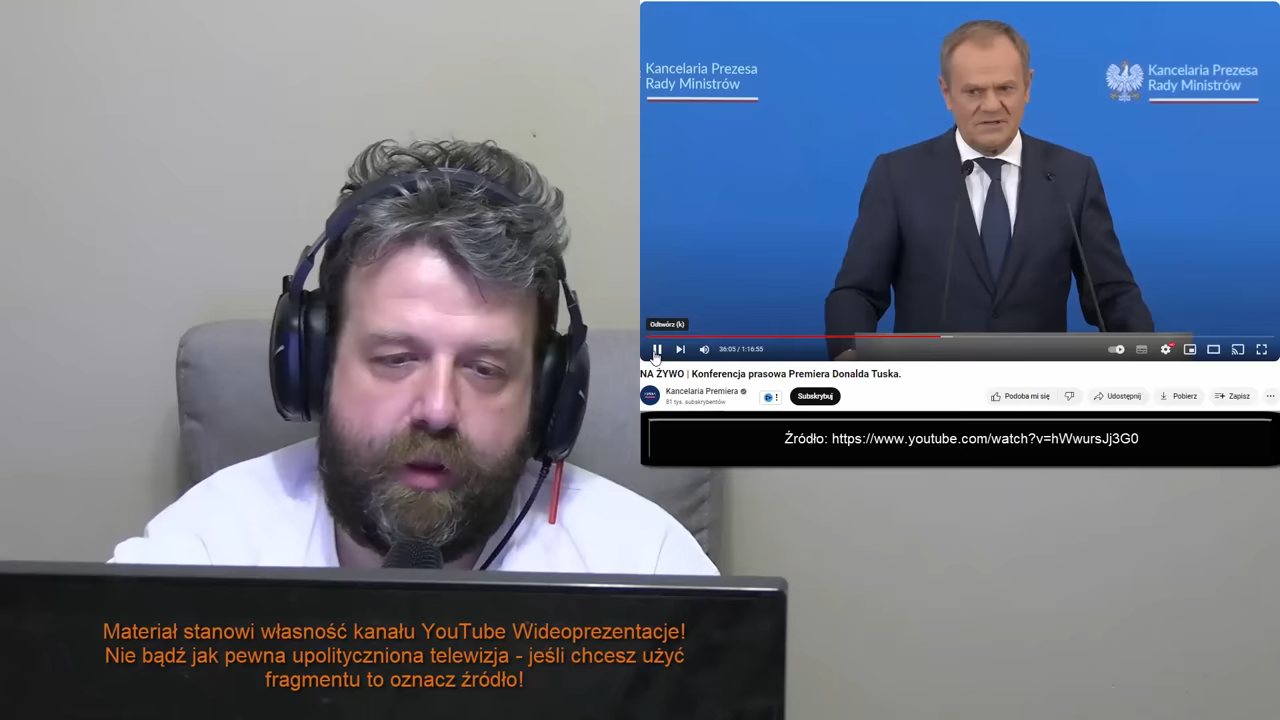 Kancelaria Prezesa
Rady Ministrów
Kancelaria Prezesa
Rady Ministrów
Odtwórz (k)
36:05 / 1:16:55
NA ŻYWO | Konferencja prasowa Premiera Donalda Tuska.
Kancelaria Premiera
81 tys. subskrybentów
Subskrybuj
Podoba mi się
Udostępnij
Pobierz
Zapisz
Źródło: https://www.youtube.com/watch?v=hWwursJj3G0
Materiał stanowi własność kanału YouTube Wideoprezentacje!
Nie bądź jak pewna upolityczniona telewizja - jeśli chcesz użyć
fragmentu to oznacz źródło!